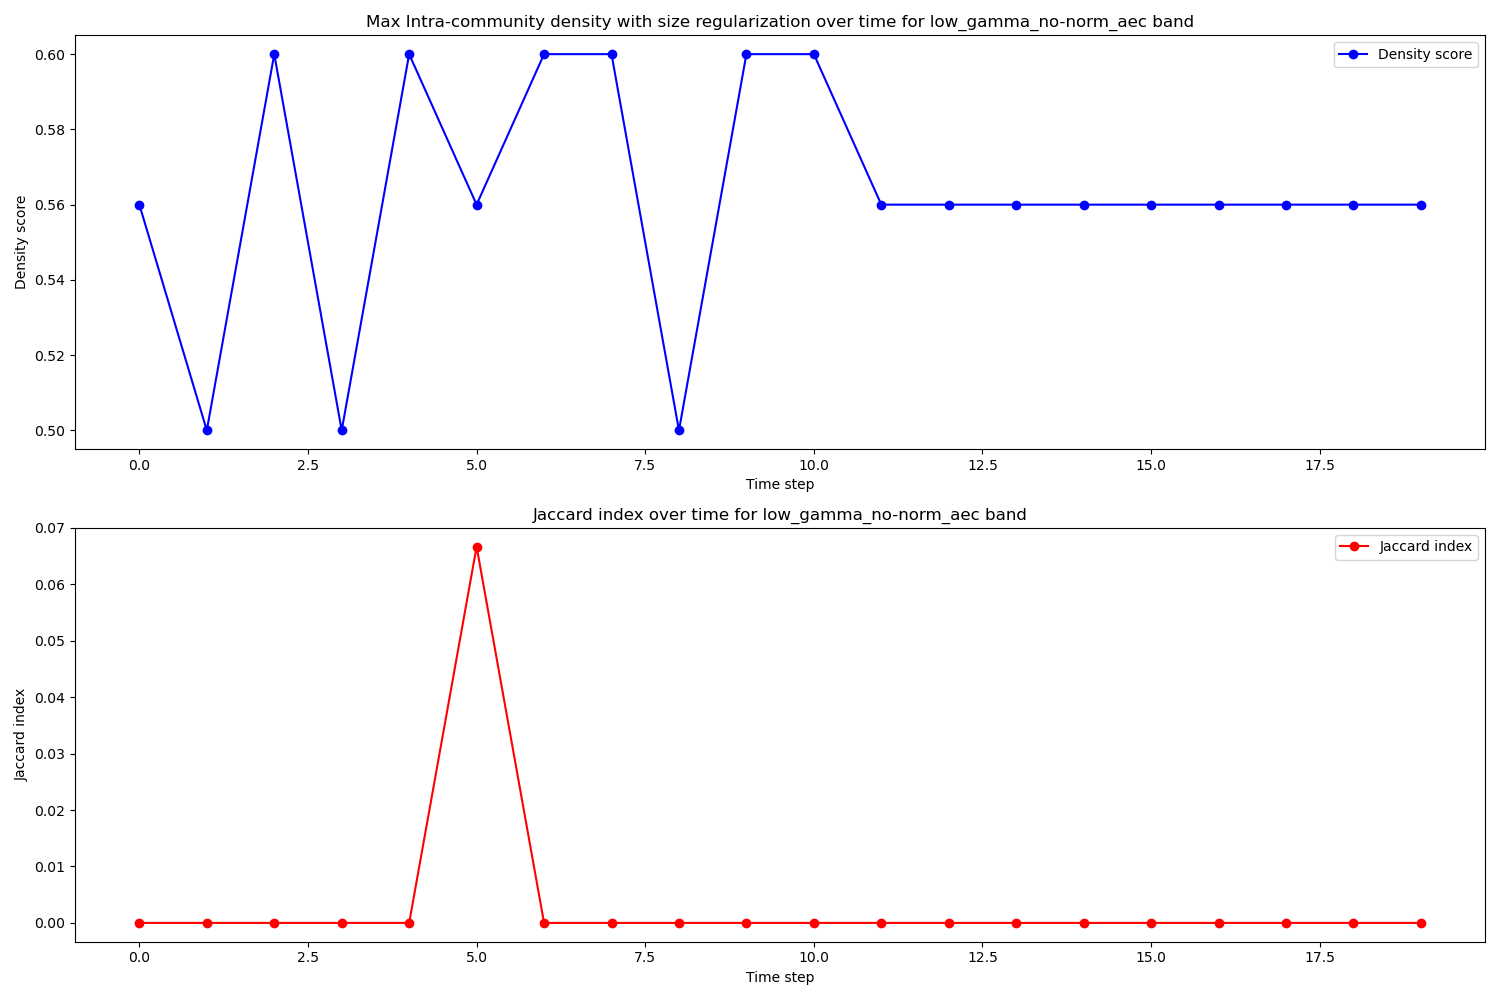 Max Intra-community density with size regularization over time for low_gamma_no-norm_aec band
Density score
0.60
0.58
0.56
0.54
0.52
0.50
Density score
0.0 2.5 5.0 7.5 10.0 12.5 15.0 17.5
Time step
Jaccard index over time for low_gamma_no-norm_aec band
Jaccard index
0.07
0.06
0.05
0.04
0.03
0.02
0.01
0.00
Jaccard index
0.0 2.5 5.0 7.5 10.0 12.5 15.0 17.5
Time step